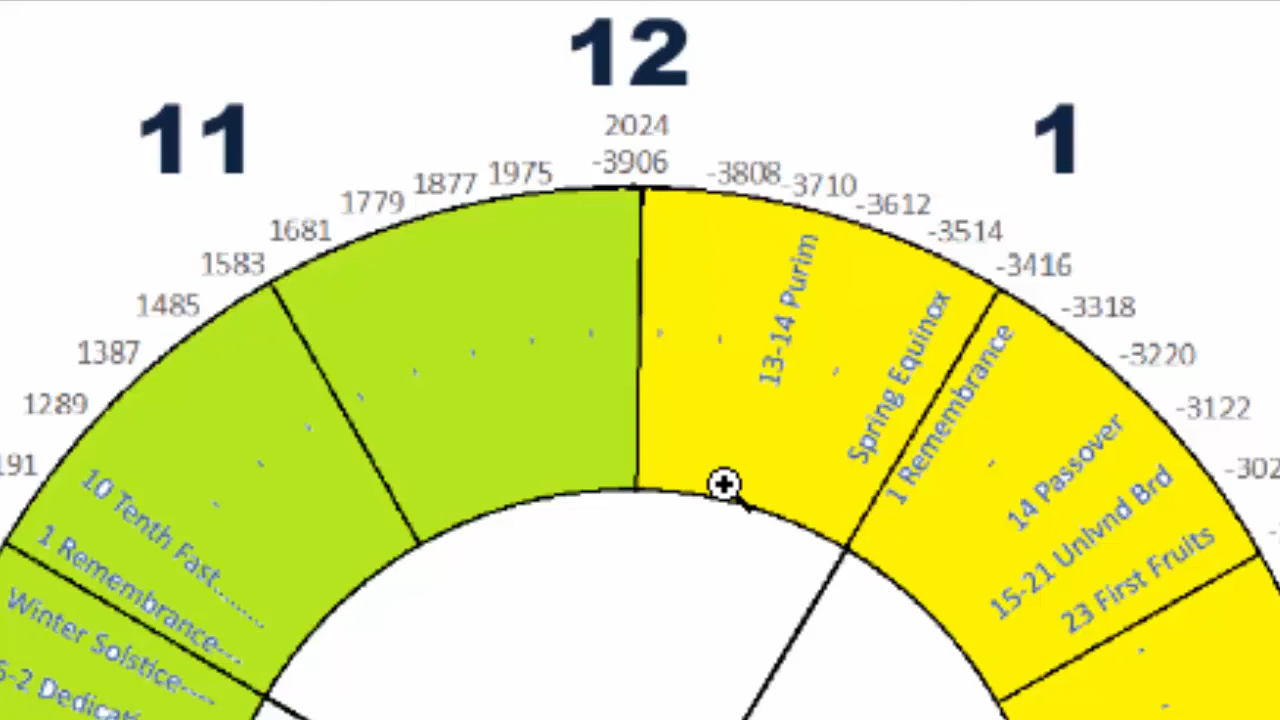 12
11
1
2024
-3906
1975
1877
1779
1681
1583
1485
1387
1289
191
-3808
-3710
-3612
-3514
-3416
-3318
-3220
-3122
-302
13-14 Purim
Spring Equinox
1 Remembrance
14 Passover
15-21 Unlvnd Brd
23 First Fruits
10 Tenth Fast.......
1 Remembrance---
Winter Solstice----